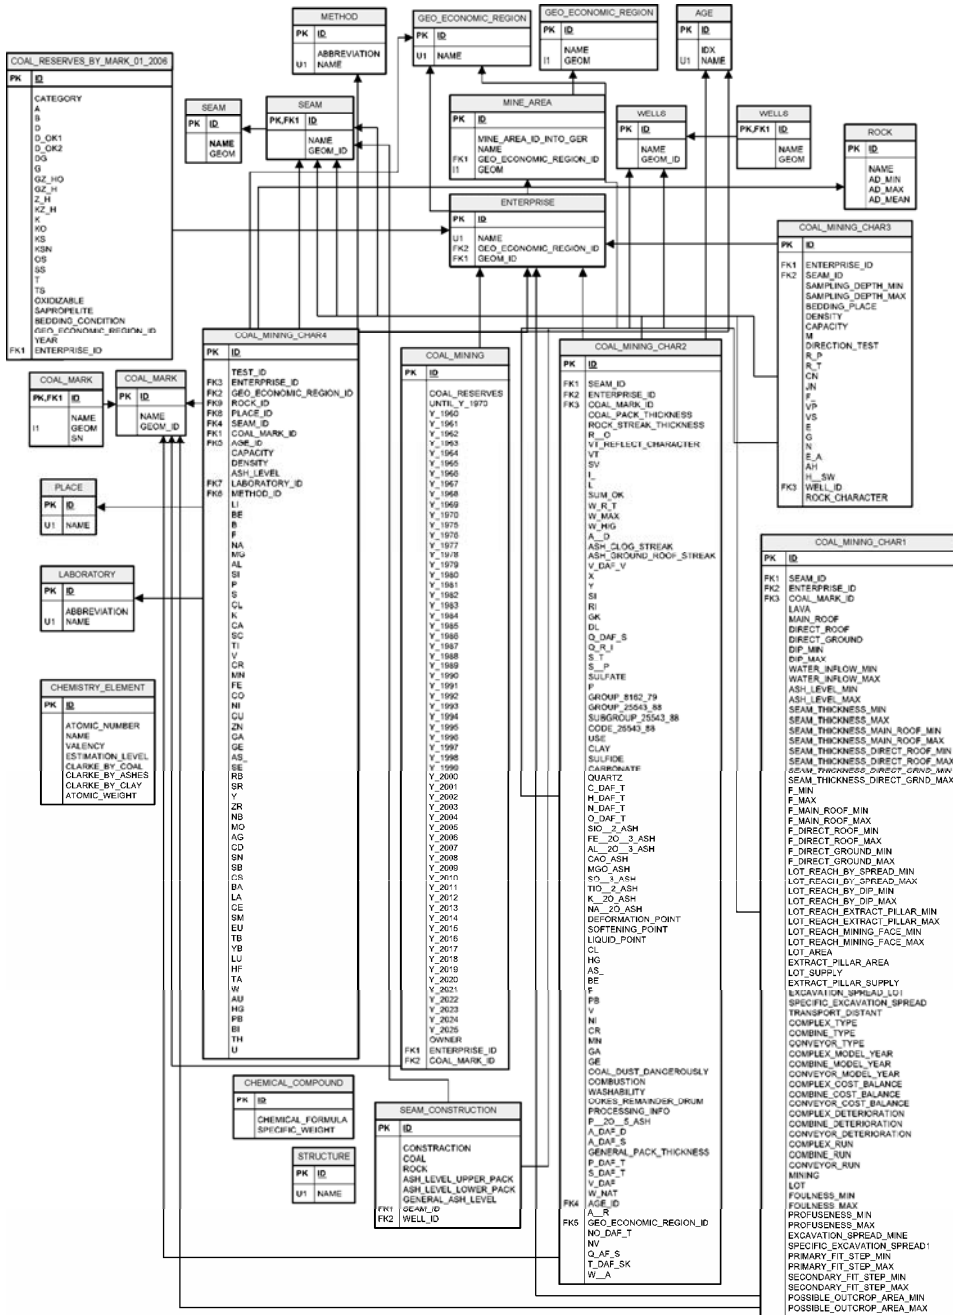 METHOD
PK ID
ABBREVIATION
U1 NAME
GEO_ECONOMIC_REGION
PK ID
U1 NAME
GEO_ECONOMIC_REGION
PK ID
NAME
I1 GEOM
AGE
PK ID
IDX
U1 NAME
COAL_RESERVES_BY_MARK_01_2006
PK ID
CATEGORY
A
B
D
D_OK1
D_OK2
DG
G
GZ_HO
GZ_H
Z_H
KZ_H
K
KO
KS
KSN
OS
SS
T
TS
OXIDIZABLE
SAPROPELITE
BEDDING_CONDITION
GEO_ECONOMIC_REGION_ID
YEAR
FK1 ENTERPRISE_ID
SEAM
PK ID
NAME
GEOM
SEAM
PK,FK1 ID
NAME
GEOM_ID
MINE_AREA
PK ID
MINE_AREA_ID_INTO_GER
NAME
FK1 GEO_ECONOMIC_REGION_ID
I1 GEOM
WELLS
PK ID
NAME
GEOM_ID
WELLS
PK,FK1 ID
NAME
GEOM
ROCK
PK ID
NAME
AD_MIN
AD_MAX
AD_MEAN
ENTERPRISE
PK ID
U1 NAME
FK2 GEO_ECONOMIC_REGION_ID
FK1 GEOM_ID
COAL_MINING_CHAR3
PK ID
FK1 ENTERPRISE_ID
FK2 SEAM_ID
SAMPLING_DEPTH_MIN
SAMPLING_DEPTH_MAX
BEDDING_PLACE
DENSITY
CAPACITY
M
DIRECTION_TEST
R_P
R_T
CN
JN
F_
VP
VS
E
G
N
E_A
AH
H__SW
FK3 WELL_ID
ROCK_CHARACTER
COAL_MARK
PK,FK1 ID
NAME
I1 GEOM
SN
COAL_MARK
PK ID
NAME
GEOM_ID
PLACE
PK ID
U1 NAME
LABORATORY
PK ID
ABBREVIATION
U1 NAME
CHEMISTRY_ELEMENT
PK ID
ATOMIC_NUMBER
NAME
VALENCY
ESTIMATION_LEVEL
CLARKE_BY_COAL
CLARKE_BY_ASHES
CLARKE_BY_CLAY
ATOMIC_WEIGHT
COAL_MINING_CHAR4
PK ID
TEST_ID
FK3 ENTERPRISE_ID
FK2 GEO_ECONOMIC_REGION_ID
FK9 ROCK_ID
FK8 PLACE_ID
FK4 SEAM_ID
FK1 COAL_MARK_ID
FK5 AGE_ID
CAPACITY
DENSITY
ASH_LEVEL
FK7 LABORATORY_ID
FK6 METHOD_ID
LI
BE
B
F
NA
MG
AL
SI
P
S
CL
K
CA
SC
TI
V
CR
MN
FE
CO
NI
CU
ZN
GA
GE
AS_
SE
RB
SR
Y
ZR
NB
MO
AG
CD
SN
SB
CS
BA
LA
CE
SM
EU
TB
YB
LU
HF
TA
W
AU
HG
PB
BI
TH
U
COAL_MINING
PK ID
COAL_RESERVES
UNTIL_Y_1970
Y_1960
Y_1961
Y_1962
Y_1963
Y_1964
Y_1965
Y_1966
Y_1967
Y_1968
Y_1969
Y_1970
Y_1975
Y_1976
Y_1977
Y_1978
Y_1979
Y_1980
Y_1981
Y_1982
Y_1983
Y_1984
Y_1985
Y_1986
Y_1987
Y_1988
Y_1989
Y_1990
Y_1991
Y_1992
Y_1993
Y_1994
Y_1995
Y_1996
Y_1997
Y_1998
Y_1999
Y_2000
Y_2001
Y_2002
Y_2003
Y_2004
Y_2005
Y_2006
Y_2007
Y_2008
Y_2009
Y_2010
Y_2011
Y_2012
Y_2013
Y_2014
Y_2015
Y_2016
Y_2017
Y_2018
Y_2019
Y_2020
Y_2021
Y_2022
Y_2023
Y_2024
Y_2025
OWNER
FK1 ENTERPRISE_ID
FK2 COAL_MARK_ID
COAL_MINING_CHAR2
PK ID
FK1 SEAM_ID
FK2 ENTERPRISE_ID
FK3 COAL_MARK_ID
COAL_PACK_THICKNESS
ROCK_STREAK_THICKNESS
R__O
VT_REFLECT_CHARACTER
VT
SV
I_
L
SUM_OK
W_R_T
W_MAX
W_HIG
A__D
ASH_CLOG_STREAK
ASH_GROUND_ROOF_STREAK
V_DAF_V
X
Y
SI
RI
GK
DL
Q_DAF_S
Q_R_I
S_T
S__P
SULFATE
P
GROUP_8162_79
GROUP_25543_88
SUBGROUP_25543_88
CODE_25543_88
USE
CLAY
SULFIDE
CARBONATE
QUARTZ
C_DAF_T
H_DAF_T
N_DAF_T
O_DAF_T
SIO__2_ASH
FE__2O__3_ASH
AL__2O__3_ASH
CAO_ASH
MGO_ASH
SO__3_ASH
TIO__2_ASH
K__2O_ASH
NA__2O_ASH
DEFORMATION_POINT
SOFTENING_POINT
LIQUID_POINT
CL
HG
AS_
BE
F
PB
V
NI
CR
MN
GA
GE
COAL_DUST_DANGEROUSLY
COMBUSTION
WASHABILITY
COKES_REMAINDER_DRUM
PROCESSING_INFO
P__2O__5_ASH
A_DAF_D
A_DAF_S
GENERAL_PACK_THICKNESS
P_DAF_T
S_DAF_T
V_DAF
W_NAT
FK4 AGE_ID
A__R
FK5 GEO_ECONOMIC_REGION_ID
NO_DAF_T
NV
Q_AF_S
T_DAF_SK
W__A
COAL_MINING_CHAR1
PK ID
FK1 SEAM_ID
FK2 ENTERPRISE_ID
FK3 COAL_MARK_ID
LAVA
MAIN_ROOF
DIRECT_ROOF
DIRECT_GROUND
DIP_MIN
DIP_MAX
WATER_INFLOW_MIN
WATER_INFLOW_MAX
ASH_LEVEL_MIN
ASH_LEVEL_MAX
SEAM_THICKNESS_MIN
SEAM_THICKNESS_MAX
SEAM_THICKNESS_MAIN_ROOF_MIN
SEAM_THICKNESS_MAIN_ROOF_MAX
SEAM_THICKNESS_DIRECT_ROOF_MIN
SEAM_THICKNESS_DIRECT_ROOF_MAX
SEAM_THICKNESS_DIRECT_GRND_MIN
SEAM_THICKNESS_DIRECT_GRND_MAX
F_MIN
F_MAX
F_MAIN_ROOF_MIN
F_MAIN_ROOF_MAX
F_DIRECT_ROOF_MIN
F_DIRECT_ROOF_MAX
F_DIRECT_GROUND_MIN
F_DIRECT_GROUND_MAX
LOT_REACH_BY_SPREAD_MIN
LOT_REACH_BY_SPREAD_MAX
LOT_REACH_BY_DIP_MIN
LOT_REACH_BY_DIP_MAX
LOT_REACH_EXTRACT_PILLAR_MIN
LOT_REACH_EXTRACT_PILLAR_MAX
LOT_REACH_MINING_FACE_MIN
LOT_REACH_MINING_FACE_MAX
LOT_AREA
EXTRACT_PILLAR_AREA
LOT_SUPPLY
EXTRACT_PILLAR_SUPPLY
EXCAVATION_SPREAD_LOT
SPECIFIC_EXCAVATION_SPREAD
TRANSPORT_DISTANT
COMPLEX_TYPE
COMBINE_TYPE
CONVEYOR_TYPE
COMPLEX_MODEL_YEAR
COMBINE_MODEL_YEAR
CONVEYOR_MODEL_YEAR
COMPLEX_COST_BALANCE
COMBINE_COST_BALANCE
CONVEYOR_COST_BALANCE
COMPLEX_DETERIORATION
COMBINE_DETERIORATION
CONVEYOR_DETERIORATION
COMPLEX_RUN
COMBINE_RUN
CONVEYOR_RUN
MINING
LOT
FOULNESS_MIN
FOULNESS_MAX
PROFUSENESS_MIN
PROFUSENESS_MAX
EXCAVATION_SPREAD_MINE
SPECIFIC_EXCAVATION_SPREAD1
PRIMARY_FIT_STEP_MIN
PRIMARY_FIT_STEP_MAX
SECONDARY_FIT_STEP_MIN
SECONDARY_FIT_STEP_MAX
POSSIBLE_OUTCROP_AREA_MIN
POSSIBLE_OUTCROP_AREA_MAX
CHEMICAL_COMPOUND
PK ID
CHEMICAL_FORMULA
SPECIFIC_WEIGHT
STRUCTURE
PK ID
U1 NAME
SEAM_CONSTRUCTION
PK ID
CONSTRUCTION
COAL
ROCK
ASH_LEVEL_UPPER_PACK
ASH_LEVEL_LOWER_PACK
GENERAL_ASH_LEVEL
FK1 SEAM_ID
FK2 WELL_ID